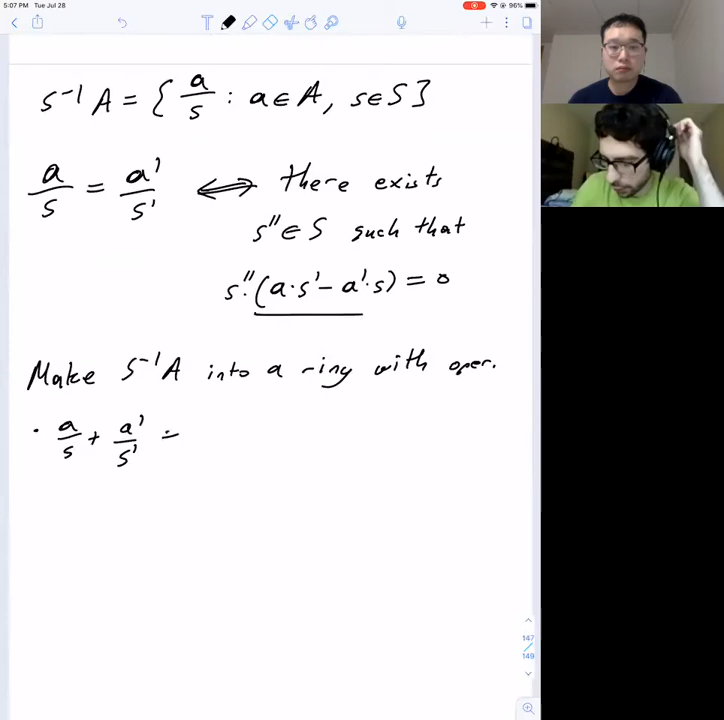 5:07 PM Tue Jul 28
96%
S⁻¹A = { a/s : a ∈ A, s ∈ S }
a/s = a'/s' ⟺ there exists
s'' ∈ S such that
s''·(a·s' − a'·s) = 0
Make S⁻¹A into a ring with oper.
· a/s + a'/s' =
147
/
149